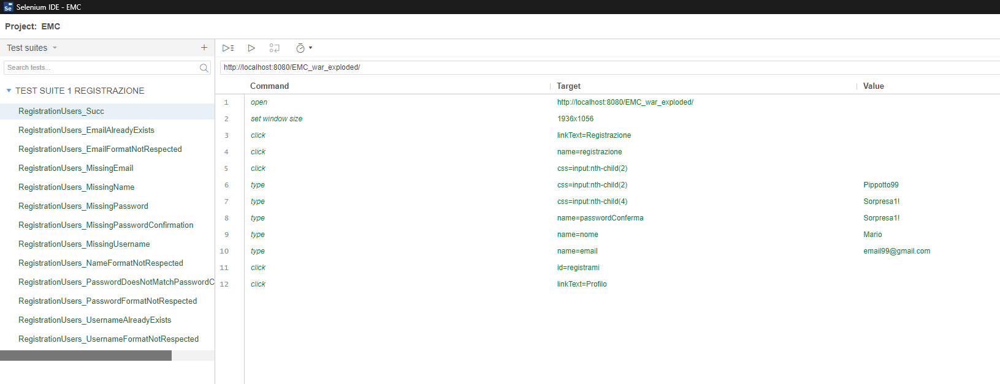 Se Selenium IDE - EMC
Project: EMC
Test suites
Search tests...
TEST SUITE 1 REGISTRAZIONE
RegistrationUsers_Succ
RegistrationUsers_EmailAlreadyExists
RegistrationUsers_EmailFormatNotRespected
RegistrationUsers_MissingEmail
RegistrationUsers_MissingName
RegistrationUsers_MissingPassword
RegistrationUsers_MissingPasswordConfirmation
RegistrationUsers_MissingUsername
RegistrationUsers_NameFormatNotRespected
RegistrationUsers_PasswordDoesNotMatchPasswordC
RegistrationUsers_PasswordFormatNotRespected
RegistrationUsers_UsernameAlreadyExists
RegistrationUsers_UsernameFormatNotRespected
http://localhost:8080/EMC_war_exploded/
Command Target Value
1 open http://localhost:8080/EMC_war_exploded/
2 set window size 1936x1056
3 click linkText=Registrazione
4 click name=registrazione
5 click css=input:nth-child(2)
6 type css=input:nth-child(2) Pippotto99
7 type css=input:nth-child(4) Sorpresa1!
8 type name=passwordConferma Sorpresa1!
9 type name=nome Mario
10 type name=email email99@gmail.com
11 click id=registrami
12 click linkText=Profilo